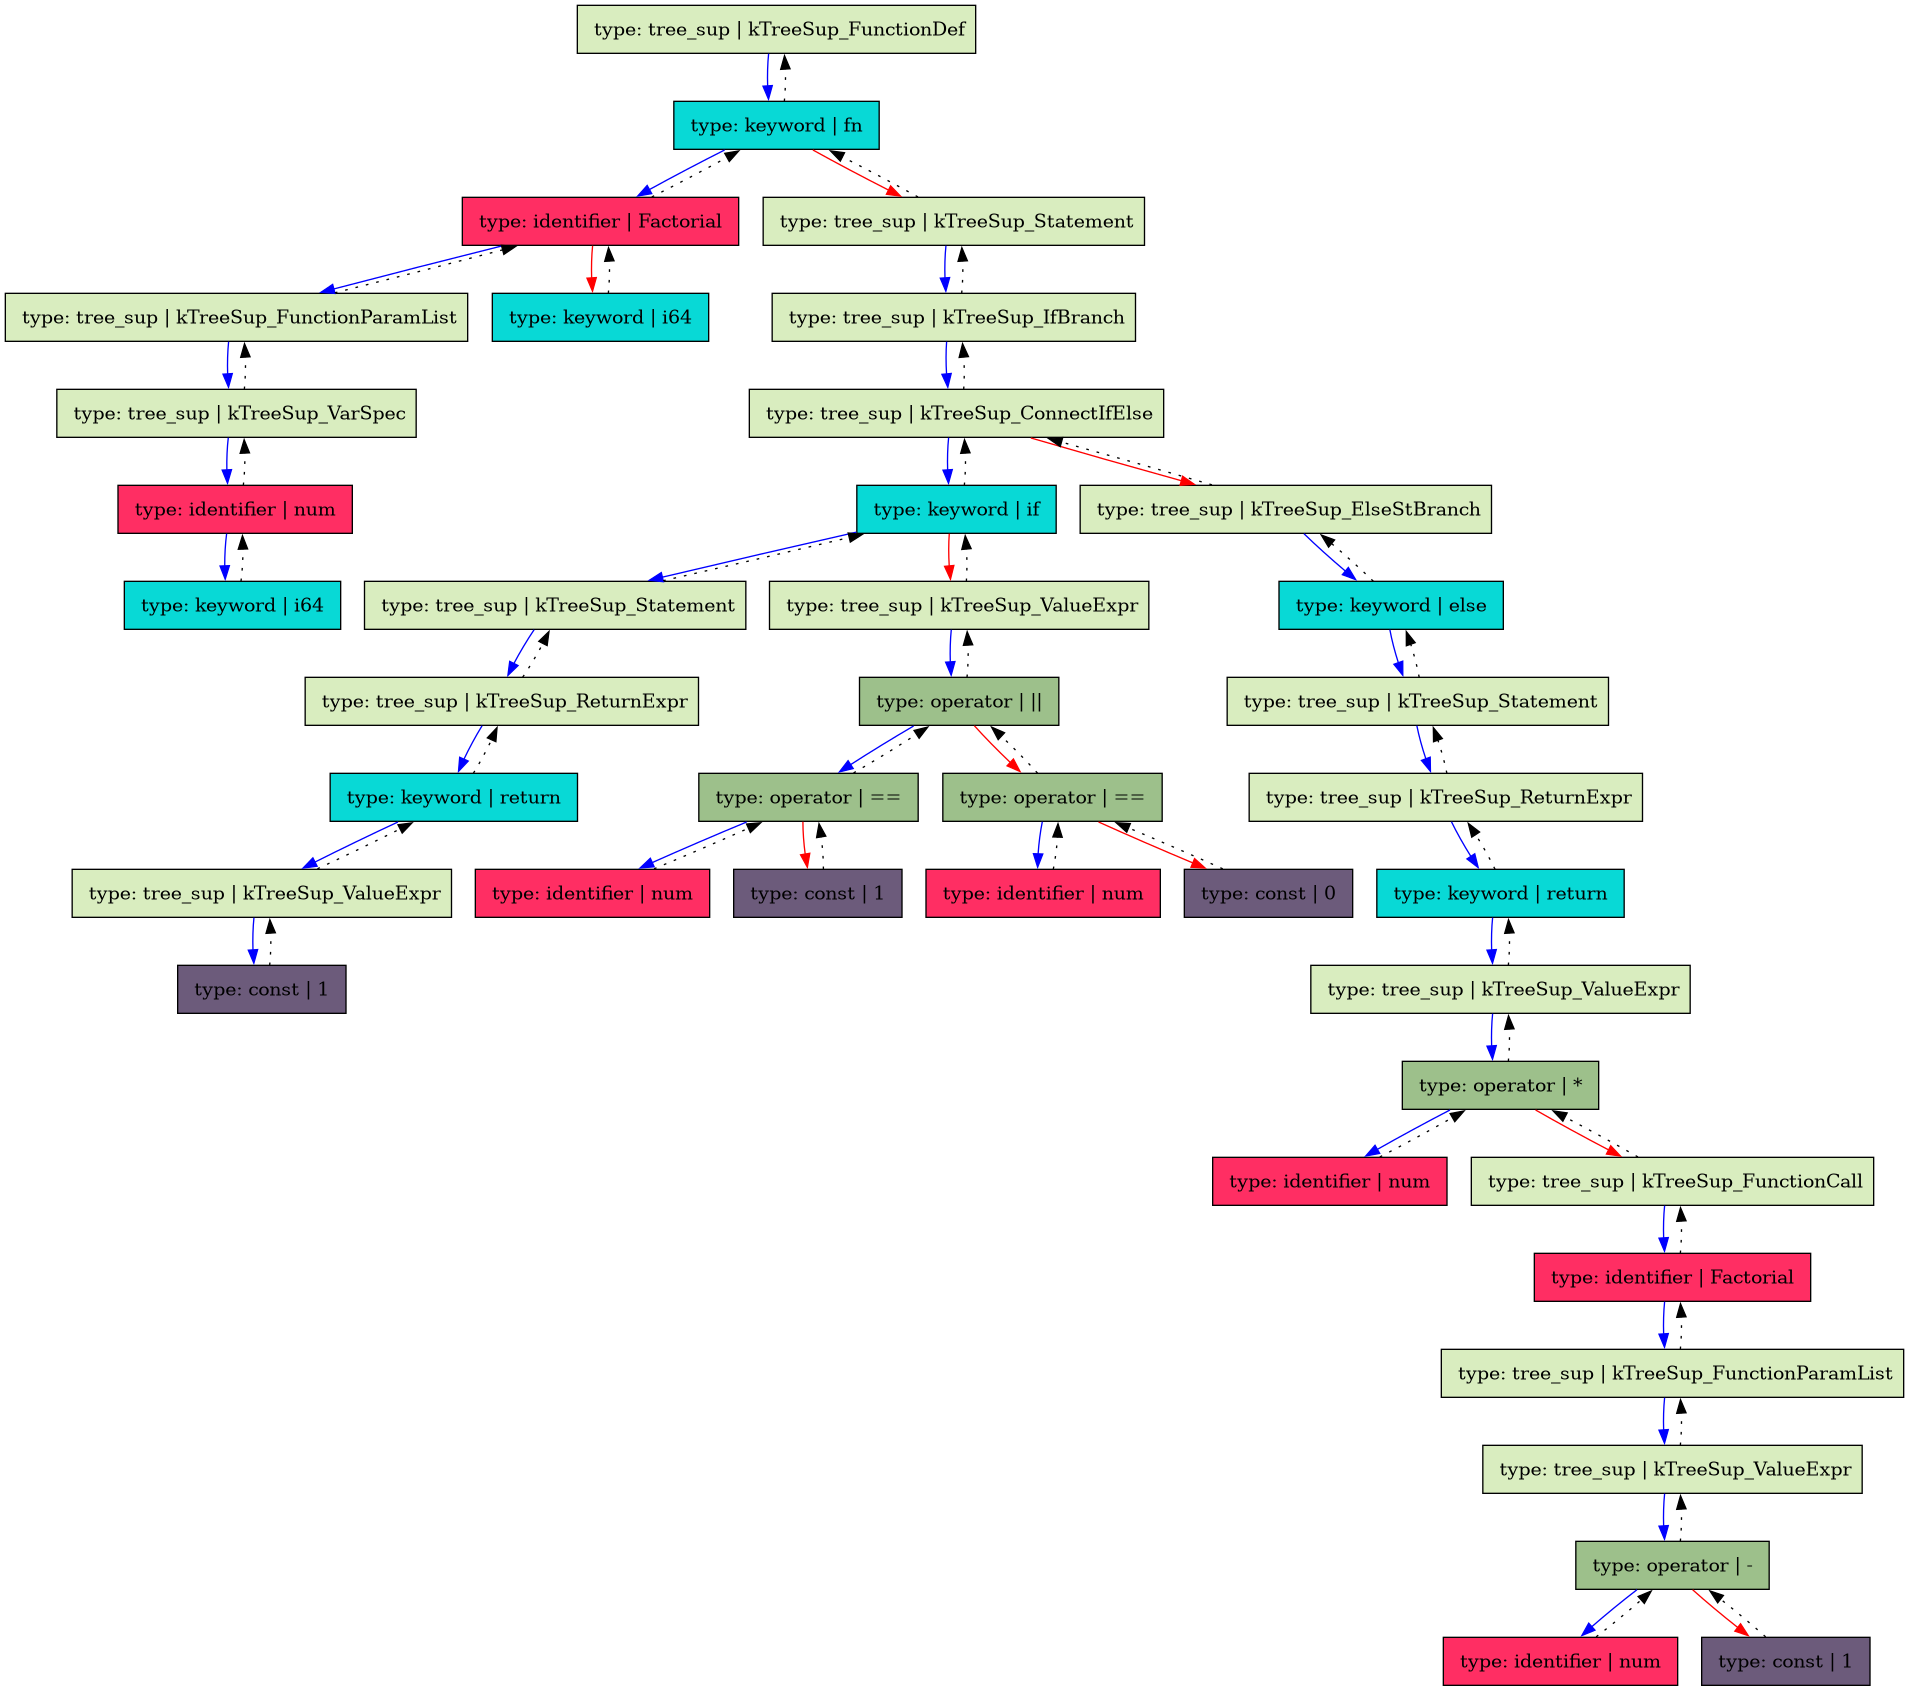 type: tree_sup | kTreeSup_FunctionDef
type: keyword | fn
type: identifier | Factorial
type: tree_sup | kTreeSup_Statement
type: tree_sup | kTreeSup_FunctionParamList
type: keyword | i64
type: tree_sup | kTreeSup_IfBranch
type: tree_sup | kTreeSup_VarSpec
type: tree_sup | kTreeSup_ConnectIfElse
type: identifier | num
type: keyword | if
type: tree_sup | kTreeSup_ElseStBranch
type: keyword | i64
type: tree_sup | kTreeSup_Statement
type: tree_sup | kTreeSup_ValueExpr
type: keyword | else
type: tree_sup | kTreeSup_ReturnExpr
type: operator | ||
type: tree_sup | kTreeSup_Statement
type: keyword | return
type: operator | ==
type: operator | ==
type: tree_sup | kTreeSup_ReturnExpr
type: tree_sup | kTreeSup_ValueExpr
type: identifier | num
type: const | 1
type: identifier | num
type: const | 0
type: keyword | return
type: const | 1
type: tree_sup | kTreeSup_ValueExpr
type: operator | *
type: identifier | num
type: tree_sup | kTreeSup_FunctionCall
type: identifier | Factorial
type: tree_sup | kTreeSup_FunctionParamList
type: tree_sup | kTreeSup_ValueExpr
type: operator | -
type: identifier | num
type: const | 1